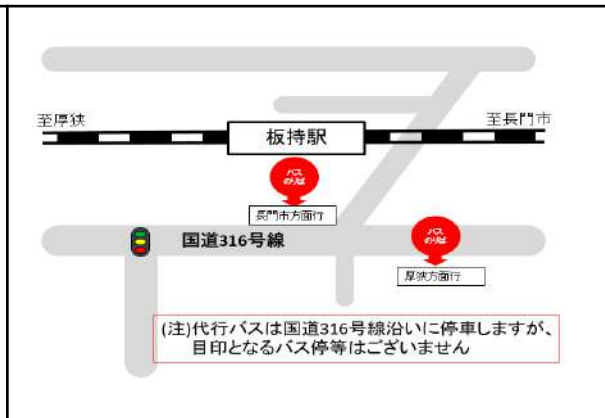 至厚狭
至長門市
板持駅
バス
のりば
長門市方面行
国道316号線
バス
のりば
厚狭方面行
(注)代行バスは国道316号線沿いに停車しますが、
目印となるバス停等はございません